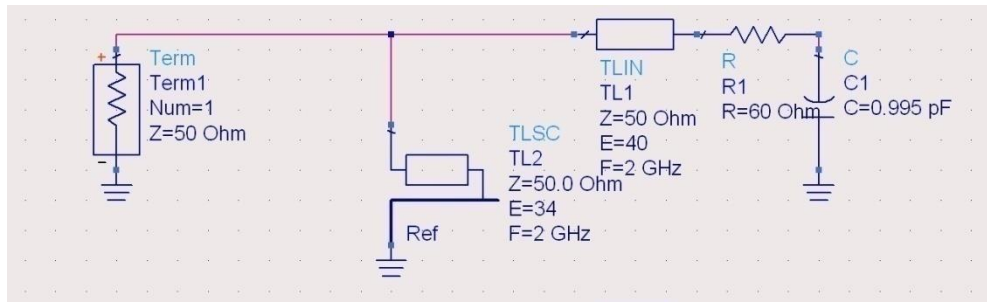 +
Term
Term1
Num=1
Z=50 Ohm
-
TLSC
TL2
Z=50.0 Ohm
E=34
F=2 GHz
Ref
TLIN
TL1
Z=50 Ohm
E=40
F=2 GHz
R
R1
R=60 Ohm
C
C1
C=0.995 pF